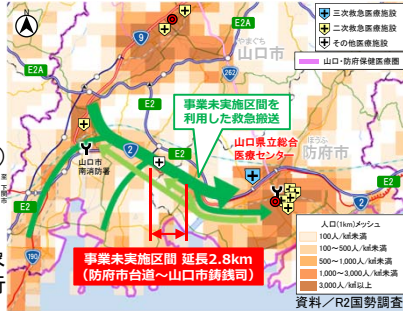 N
三次救急医療施設
二次救急医療施設
その他医療施設
山口・防府保健医療圏
E2A
9
やまぐち
山口市
E2A
262
E2
E2
事業未実施区間を
利用した救急搬送
山口県立総合
医療センター
ほうふ
防府市
山口市
南消防署
2
至 下関市
E2
2
2
E2
190
事業未実施区間 延長2.8km
(防府市台道~山口市鋳銭司)
人口(1km)メッシュ
100人/k㎡未満
100~500人/k㎡未満
500~1,000人/k㎡未満
1,000~3,000人/k㎡未満
3,000人/k㎡以上
資料/R2国勢調査